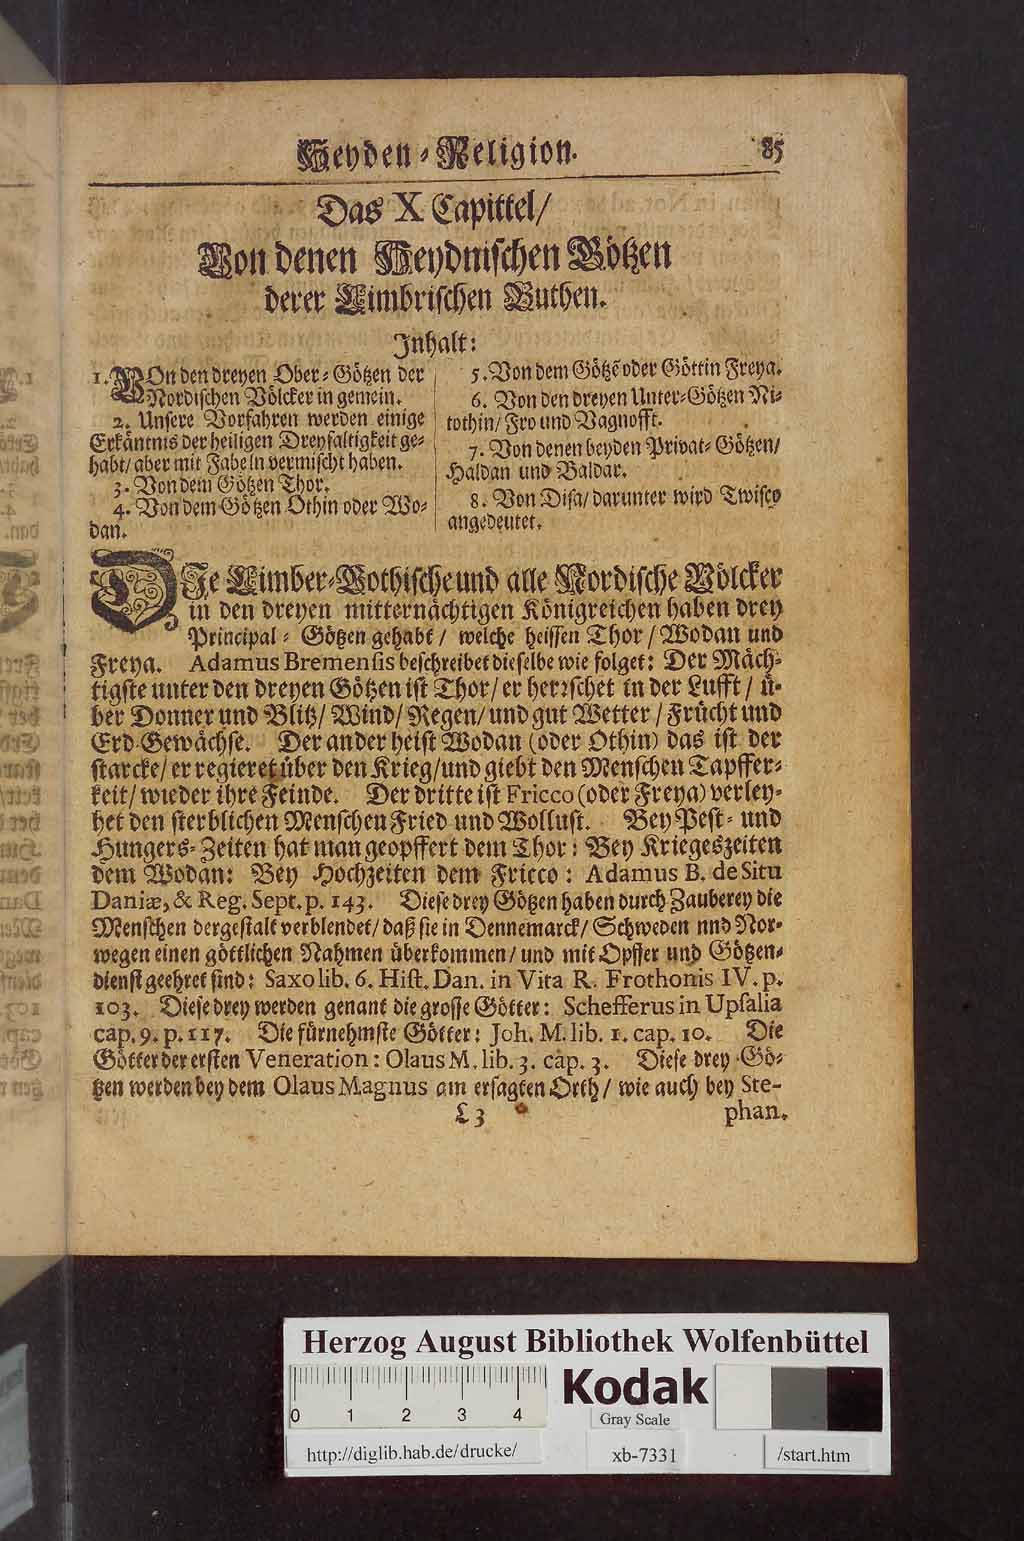 Heyden-Religion. 85
Das X Capittel/
Von denen Heydnischen Götzen
derer Cimbrischen Guthen.
Inhalt:
1. VOn den dreyen Ober-Götzen der
Nordischen Völcker in gemein.
2. Unsere Vorfahren werden einige
Erkäntnis der heiligen Dreyfaltigkeit ge-
habt/ aber mit Fabeln vermischt haben.
3. Von dem Götzen Thor.
4. Von dem Götzen Othin oder Wo-
dan.
5. Von dem Götzē oder Göttin Freya.
6. Von den dreyen Unter-Götzen Mi-
tothin/ Fro und Vagnofft.
7. Von denen beyden Privat-Götzen/
Haldan und Baldar.
8. Von Disa/ darunter wird Twisco
angedeutet.
DIe Cimber-Gothische und alle Nordische Völcker
in den dreyen mitternächtigen Königreichen haben drey
Principal-Götzen gehabt/ welche heissen Thor/ Wodan und
Freya. Adamus Bremensis beschreibet dieselbe wie folget: Der Mäch-
tigste unter den dreyen Götzen ist Thor/ er herrschet in der Lufft/ ü-
ber Donner und Blitz/ Wind/ Regen/ und gut Wetter/ Frücht und
Erd-Gewächse. Der ander heist Wodan (oder Othin) das ist der
starcke/ er regieret über den Krieg/ und giebt den Menschen Tapffer-
keit/ wieder ihre Feinde. Der dritte ist Fricco (oder Freya) verley-
het den sterblichen Menschen Fried und Wollust. Bey Pest- und
Hungers-Zeiten hat man geopffert dem Thor: Bey Kriegeszeiten
dem Wodan: Bey Hochzeiten dem Fricco: Adamus B. de Situ
Daniæ, & Reg. Sept. p. 143. Diese drey Götzen haben durch Zauberey die
Menschen dergestalt verblendet/ daß sie in Dennemarck/ Schweden nnd Nor-
wegen einen göttlichen Nahmen überkommen/ und mit Opffer und Götzen-
dienst geehret sind: Saxo lib. 6. Hist. Dan. in Vita R. Frothonis IV. p.
103. Diese drey werden genant die grosse Götter: Schefferus in Upsalia
cap. 9. p. 117. Die fürnehmste Götter: Joh. M. lib. 1. cap. 10. Die
Götter der ersten Veneration: Olaus M. lib. 3. cap. 3. Diese drey Gö-
tzen werden bey dem Olaus Magnus am ersagten Orth/ wie auch bey Ste-
L 3 phan.
Herzog August Bibliothek Wolfenbüttel
0 1 2 3 4
Kodak
Gray Scale
http://diglib.hab.de/drucke/ xb-7331 /start.htm